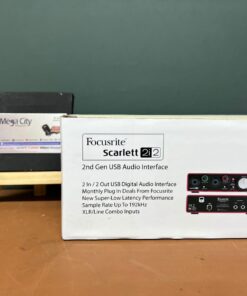 Mega City
Focusrite
Scarlett 2i2
2nd Gen USB Audio Interface
2 In / 2 Out USB Digital Audio Interface
Monthly Plug in Deals From Focusrite
New Super-Low Latency Performance
Sample Rate Up To 192kHz
XLR/Line Combo Inputs